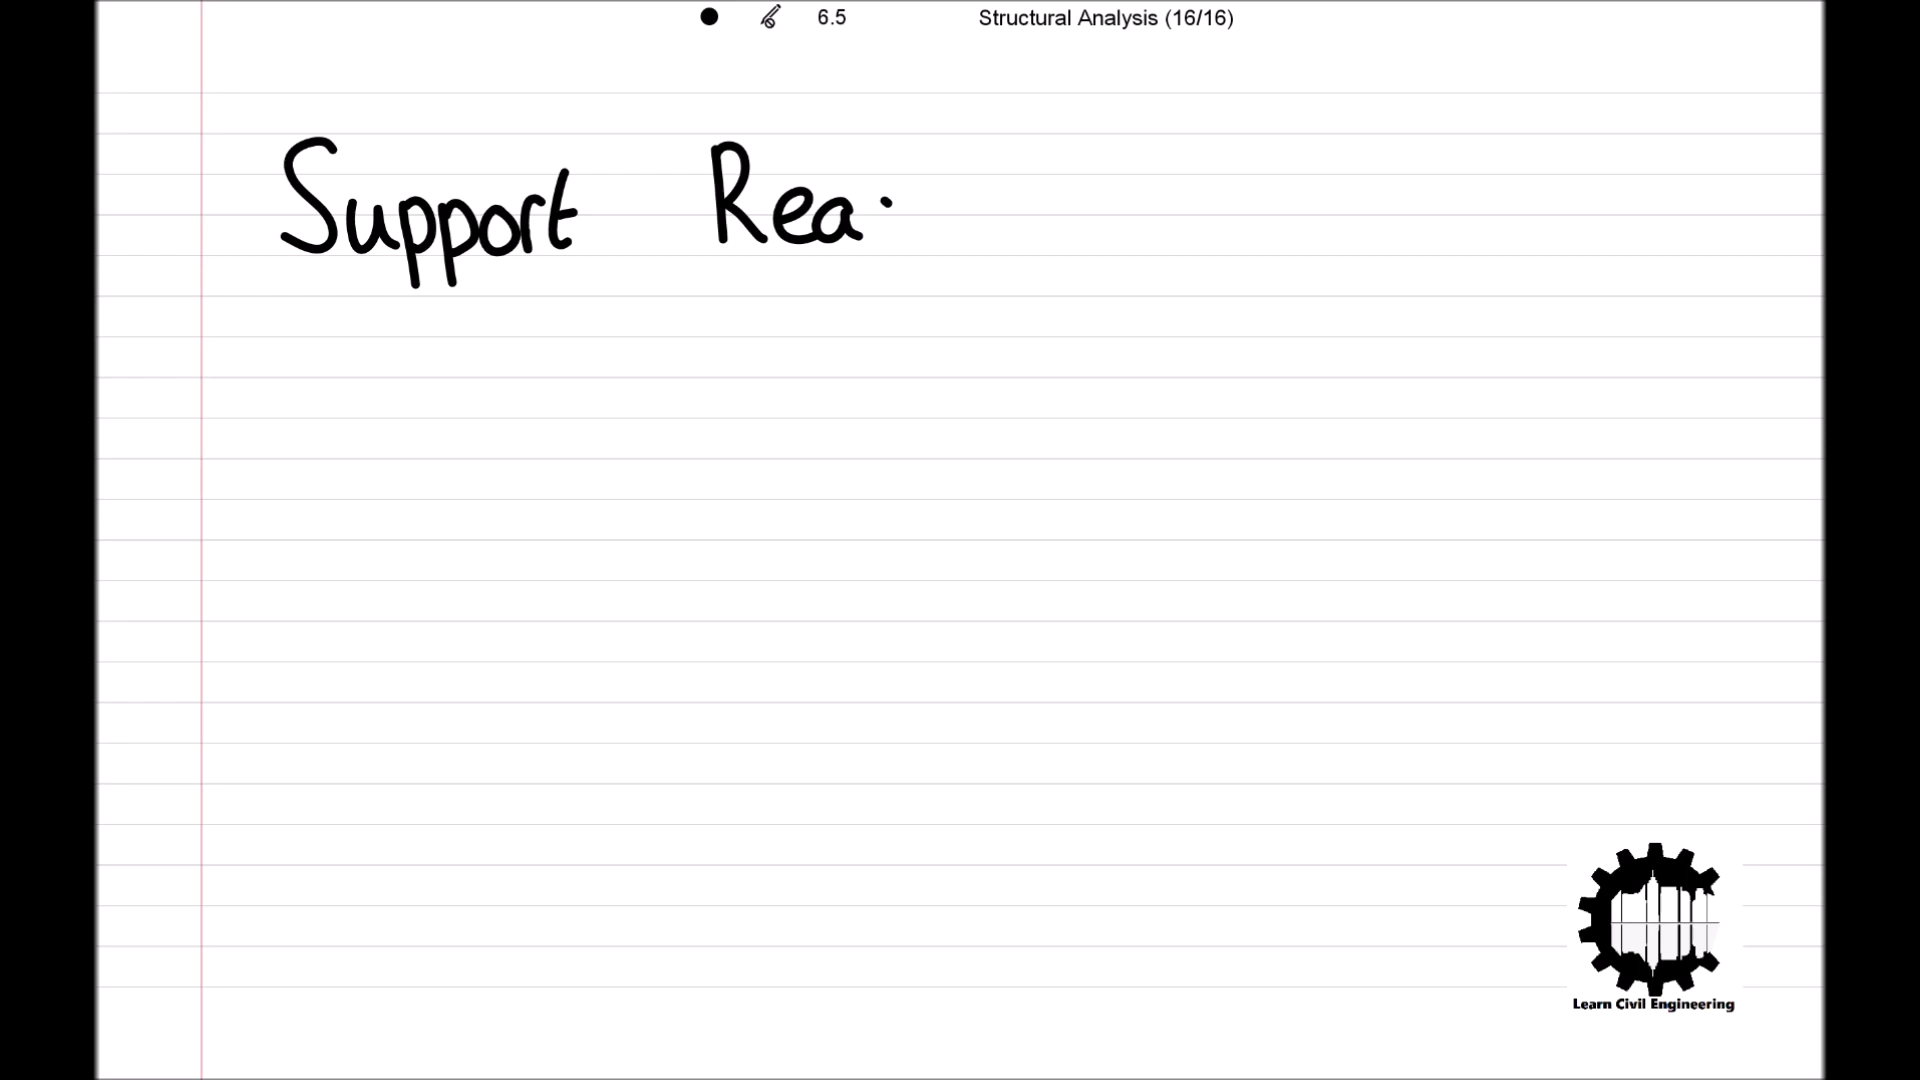 6.5 Structural Analysis (16/16)
Support Rea
Learn Civil Engineering